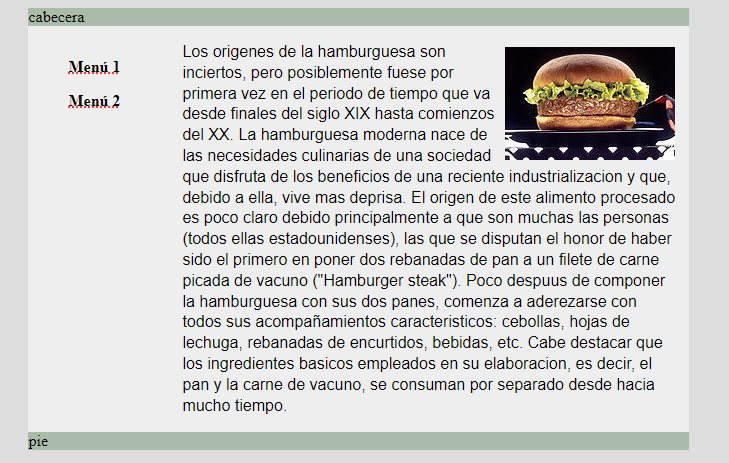 cabecera
Menú 1
Menú 2
Los origenes de la hamburguesa son
inciertos, pero posiblemente fuese por
primera vez en el periodo de tiempo que va
desde finales del siglo XIX hasta comienzos
del XX. La hamburguesa moderna nace de
las necesidades culinarias de una sociedad
que disfruta de los beneficios de una reciente industrializacion y que,
debido a ella, vive mas deprisa. El origen de este alimento procesado
es poco claro debido principalmente a que son muchas las personas
(todos ellas estadounidenses), las que se disputan el honor de haber
sido el primero en poner dos rebanadas de pan a un filete de carne
picada de vacuno ("Hamburger steak"). Poco despuus de componer
la hamburguesa con sus dos panes, comenza a aderezarse con
todos sus acompañamientos caracteristicos: cebollas, hojas de
lechuga, rebanadas de encurtidos, bebidas, etc. Cabe destacar que
los ingredientes basicos empleados en su elaboracion, es decir, el
pan y la carne de vacuno, se consuman por separado desde hacia
mucho tiempo.
pie